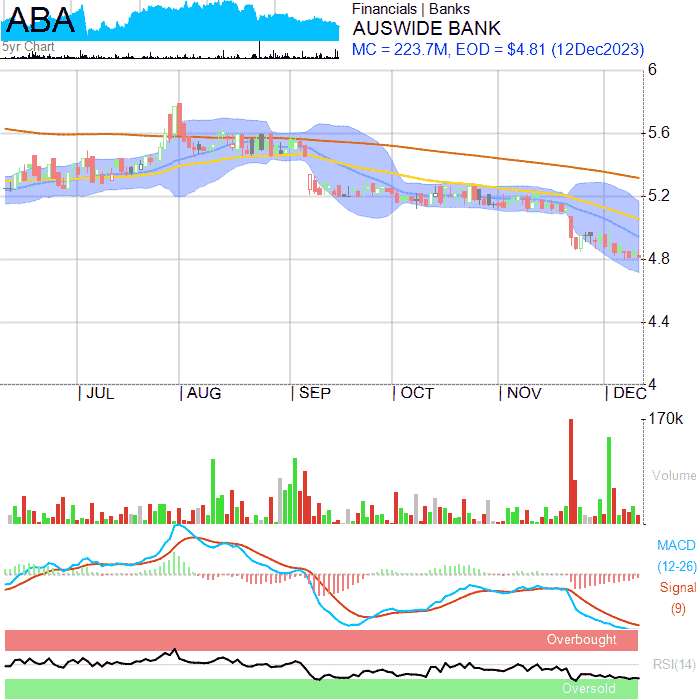 ABA
5yr Chart
Financials | Banks
AUSWIDE BANK
MC = 223.7M, EOD = $4.81 (12Dec2023)
6
5.6
5.2
4.8
4.4
4
JUL
AUG
SEP
OCT
NOV
DEC
170k
Volume
MACD
(12-26)
Signal
(9)
Overbought
RSI(14)
Oversold